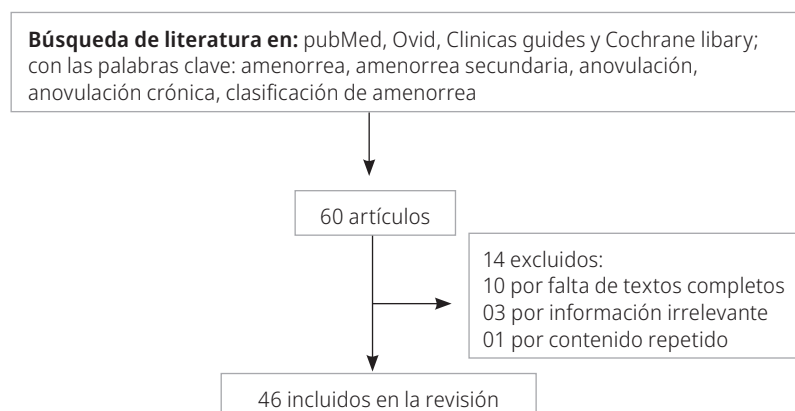 Búsqueda de literatura en: pubMed, Ovid, Clinicas guides y Cochrane libary;
con las palabras clave: amenorrea, amenorrea secundaria, anovulación,
anovulación crónica, clasificación de amenorrea
60 artículos
14 excluidos:
10 por falta de textos completos
03 por información irrelevante
01 por contenido repetido
46 incluidos en la revisión